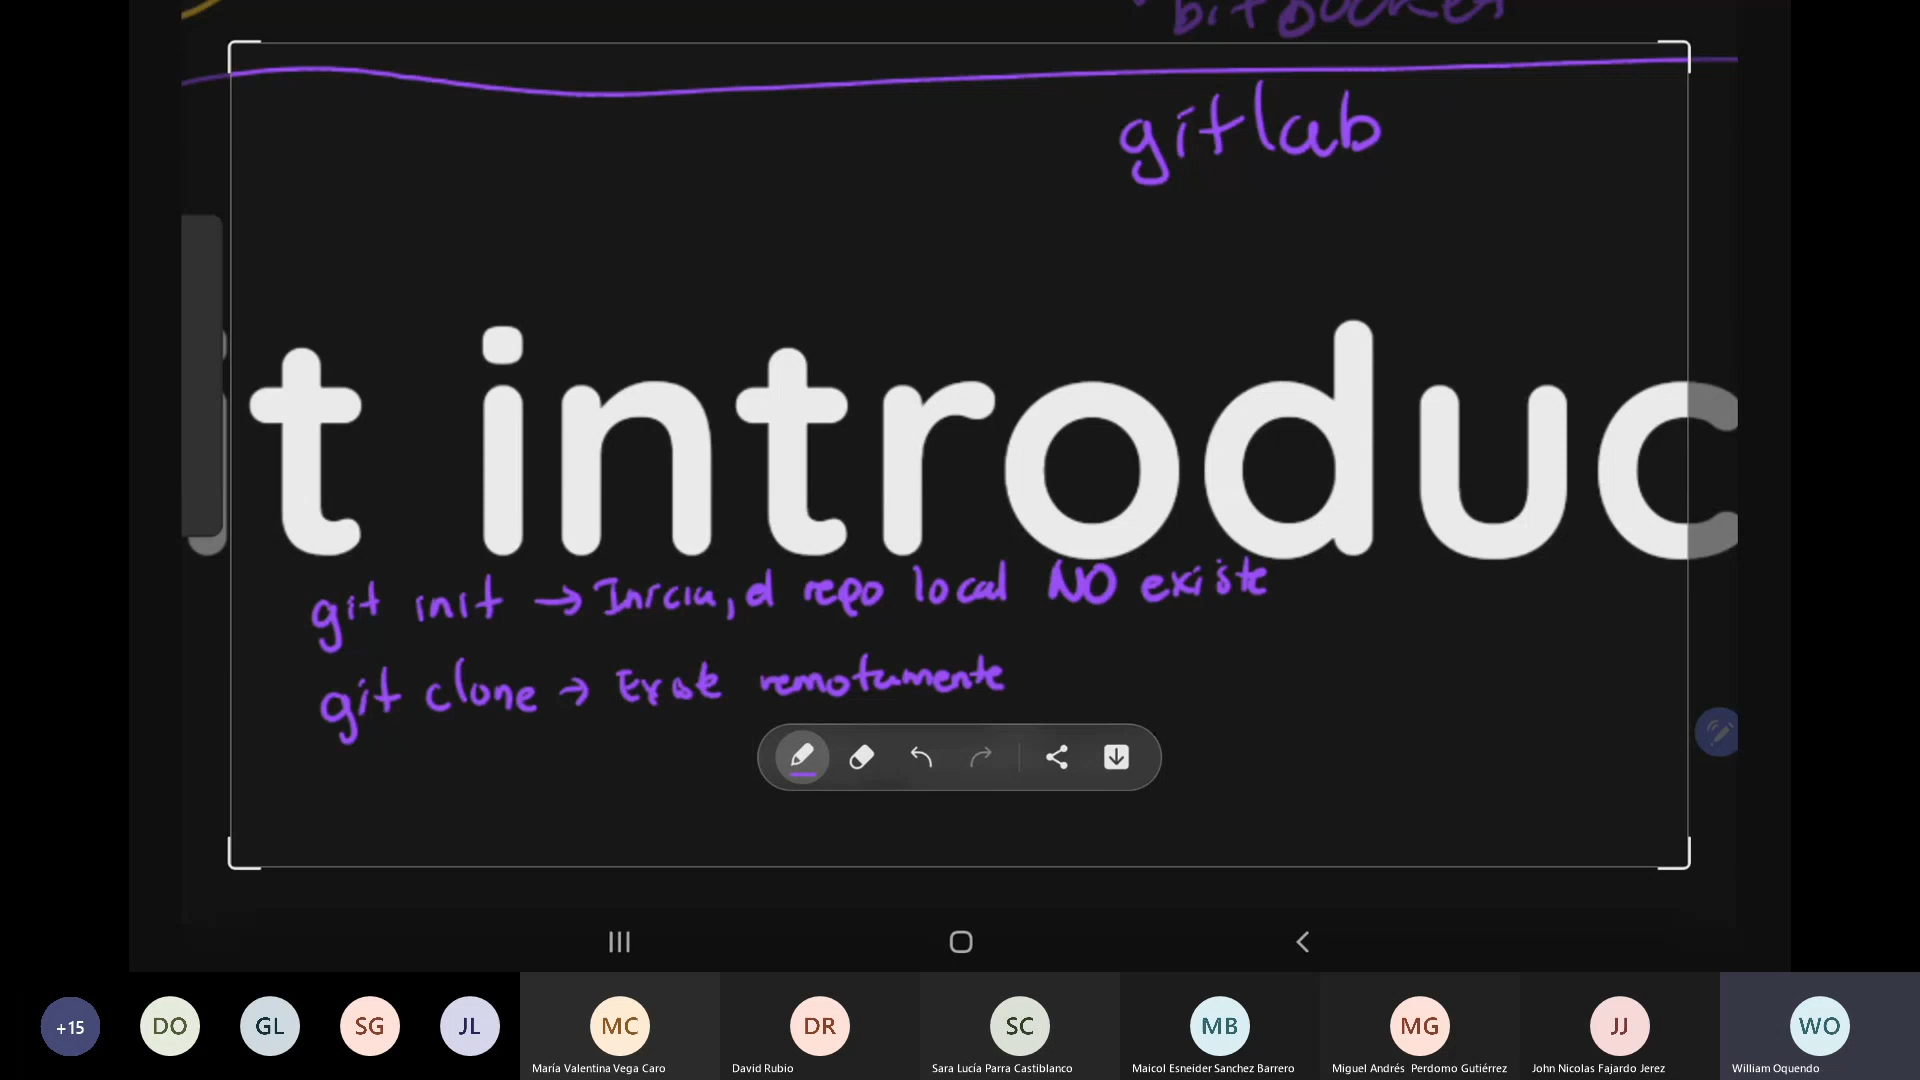 bitbucket
gitlab
t introduc
git init → Inicia, el repo local NO existe
git clone → Existe remotamente
+15
DO
GL
SG
JL
MC
DR
SC
MB
MG
JJ
WO
María Valentina Vega Caro
David Rubio
Sara Lucía Parra Castiblanco
Maicol Esneider Sanchez Barrero
Miguel Andrés Perdomo Gutiérrez
John Nicolas Fajardo Jerez
William Oquendo